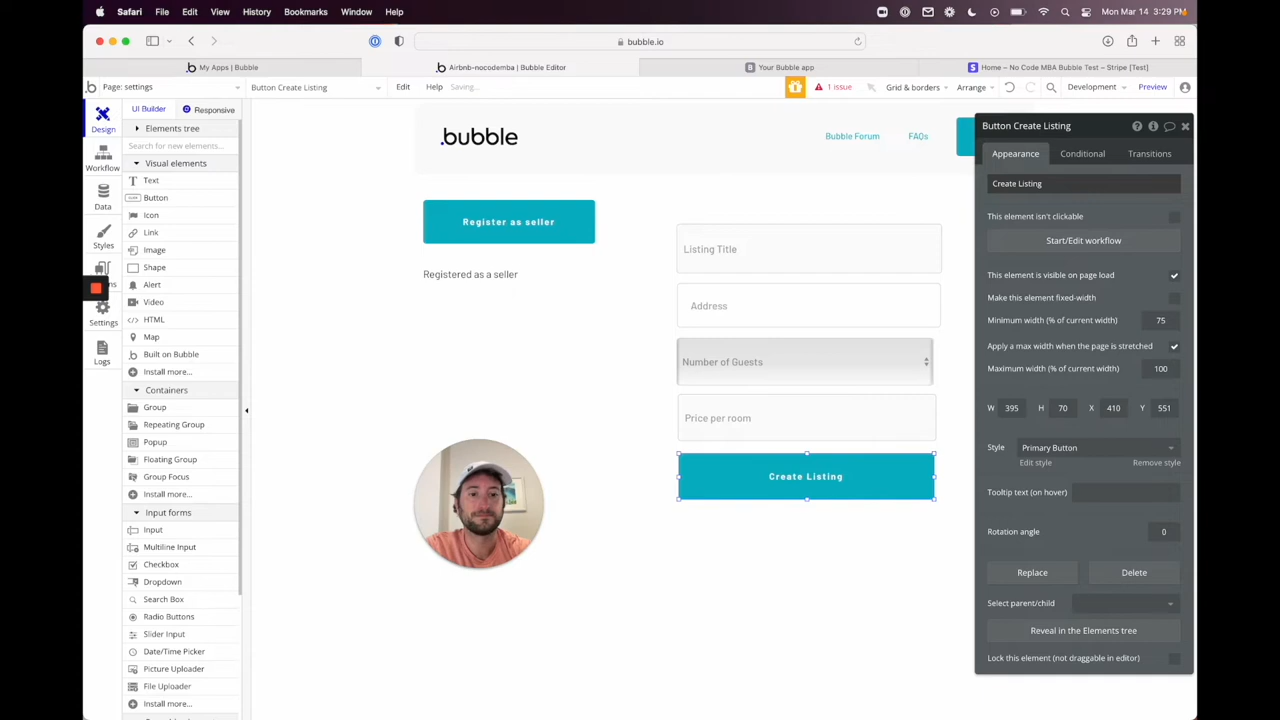 Safari File Edit View History Bookmarks Window Help Mon Mar 14 3:29 PM
bubble.io
My Apps | Bubble Airbnb-nocodemba | Bubble Editor Your Bubble app Home – No Code MBA Bubble Test – Stripe [Test]
Page: settings Button Create Listing Edit Help Saving... 1 issue Grid & borders Arrange Development Preview
Design
Workflow
Data
Styles
Settings
Logs
UI Builder Responsive
Elements tree
Search for new elements...
Visual elements
Text
Button
Icon
Link
Image
Shape
Alert
Video
HTML
Map
Built on Bubble
Install more...
Containers
Group
Repeating Group
Popup
Floating Group
Group Focus
Install more...
Input forms
Input
Multiline Input
Checkbox
Dropdown
Search Box
Radio Buttons
Slider Input
Date/Time Picker
Picture Uploader
File Uploader
Install more...
.bubble Bubble Forum FAQs
Register as seller
Registered as a seller
Listing Title
Address
Number of Guests
Price per room
Create Listing
Button Create Listing
Appearance Conditional Transitions
Create Listing
This element isn't clickable
Start/Edit workflow
This element is visible on page load
Make this element fixed-width
Minimum width (% of current width) 75
Apply a max width when the page is stretched
Maximum width (% of current width) 100
W 395 H 70 X 410 Y 551
Style Primary Button
Edit style Remove style
Tooltip text (on hover)
Rotation angle 0
Replace Delete
Select parent/child
Reveal in the Elements tree
Lock this element (not draggable in editor)